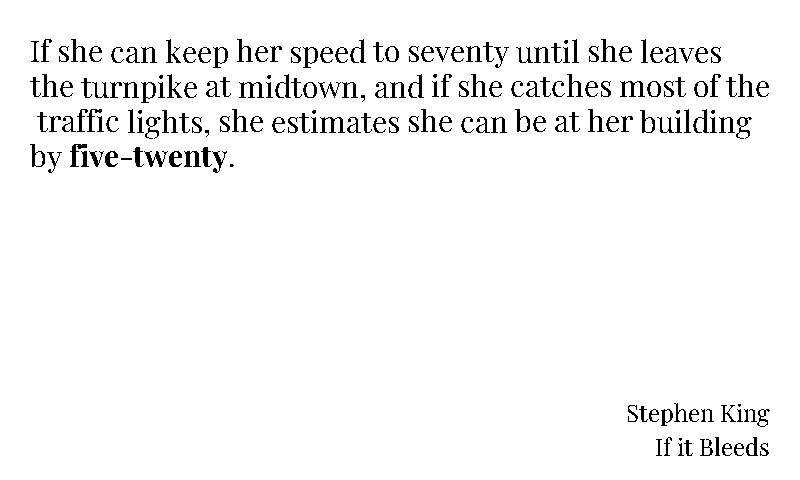 If she can keep her speed to seventy until she leaves
the turnpike at midtown, and if she catches most of the
traffic lights, she estimates she can be at her building
by five-twenty.
Stephen King
If it Bleeds